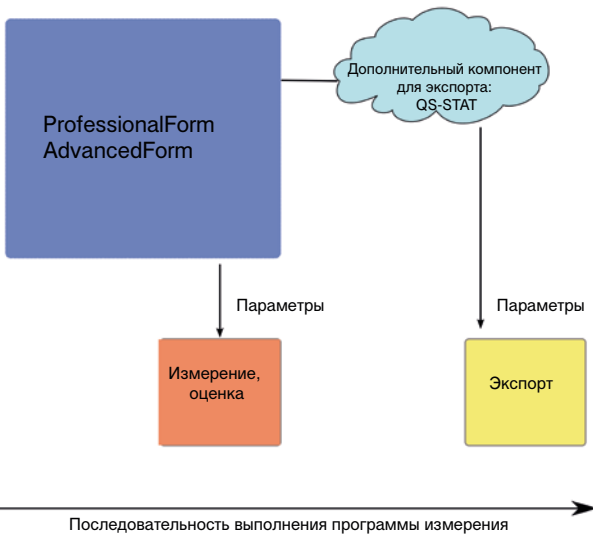 Дополнительный компонент
для экспорта:
QS-STAT
ProfessionalForm
AdvancedForm
Параметры
Параметры
Измерение,
оценка
Экспорт
Последовательность выполнения программы измерения